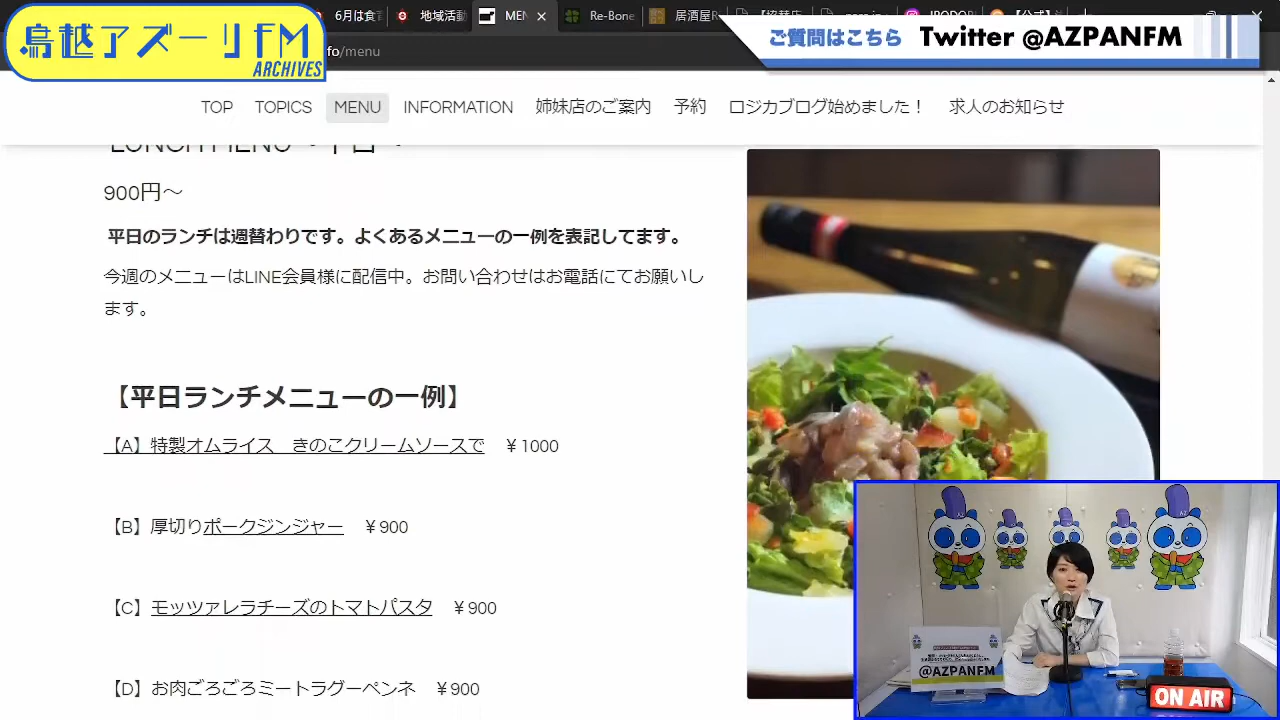 鳥越アズーリFM
ARCHIVES
6月は食
地域活動
Re-Bone
居酒屋
/menu
ご質問はこちら Twitter @AZPANFM
TOP TOPICS MENU INFORMATION 姉妹店のご案内 予約 ロジカブログ始めました！ 求人のお知らせ
900円～
平日のランチは週替わりです。よくあるメニューの一例を表記してます。
今週のメニューはLINE会員様に配信中。お問い合わせはお電話にてお願いし
ます。
【平日ランチメニューの一例】
【A】特製オムライス　きのこクリームソースで　￥1000
【B】厚切りポークジンジャー　￥900
【C】モッツァレラチーズのトマトパスタ　￥900
【D】お肉ごろごろミートラグーペンネ　￥900
@AZPANFM
ON AIR